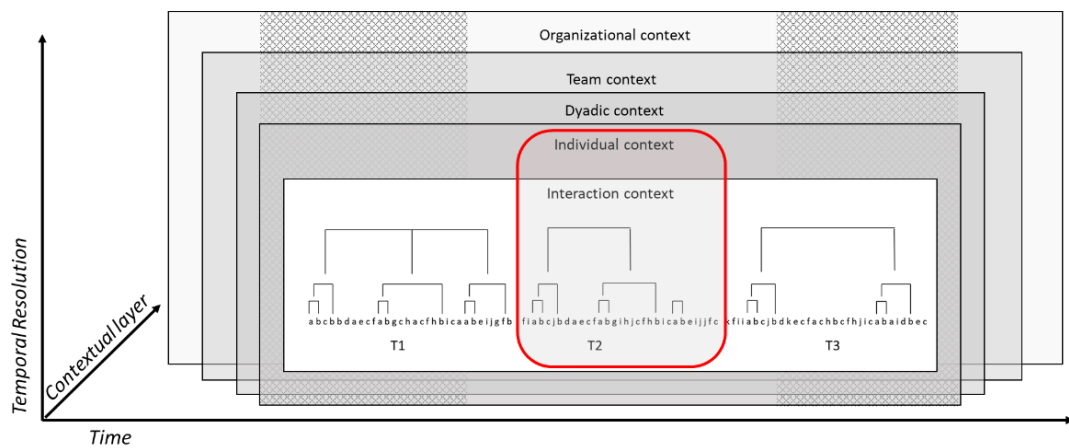 Organizational context
Team context
Dyadic context
Individual context
Interaction context
abcbbdaecfabgchacfhbicaabeijgfb fiabcjbdaecfabgihjcfhbicabeijjfc kfiiabcjbdkecfachbcfhjicabaidbec
T1 T2 T3
Temporal Resolution
Contextual layer
Time